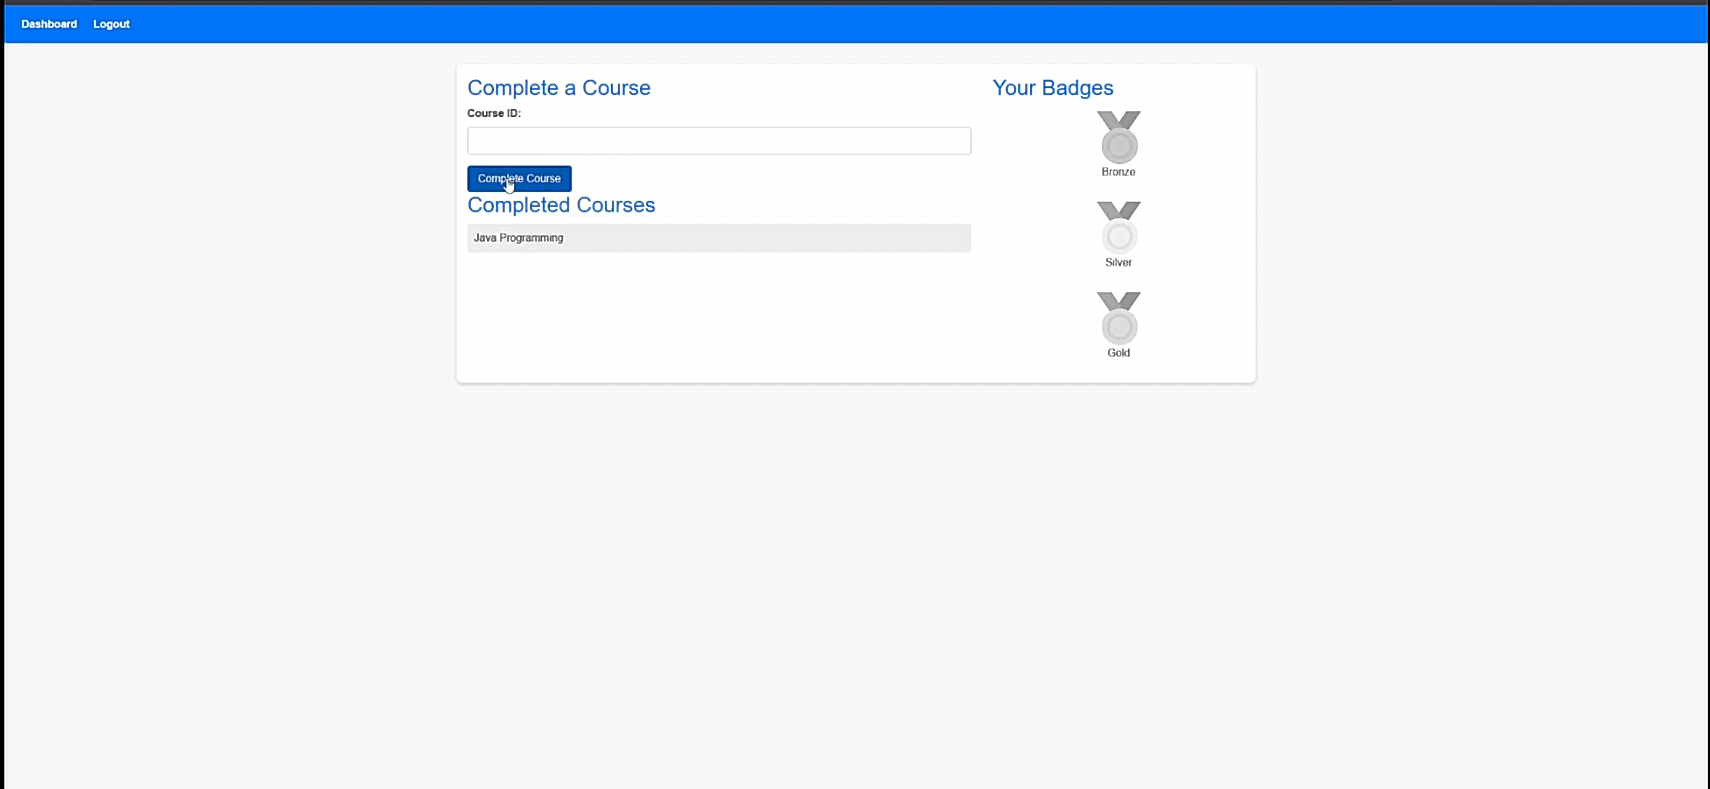 Dashboard Logout
Complete a Course
Course ID:
Complete Course
Completed Courses
Java Programming
Your Badges
Bronze
Silver
Gold